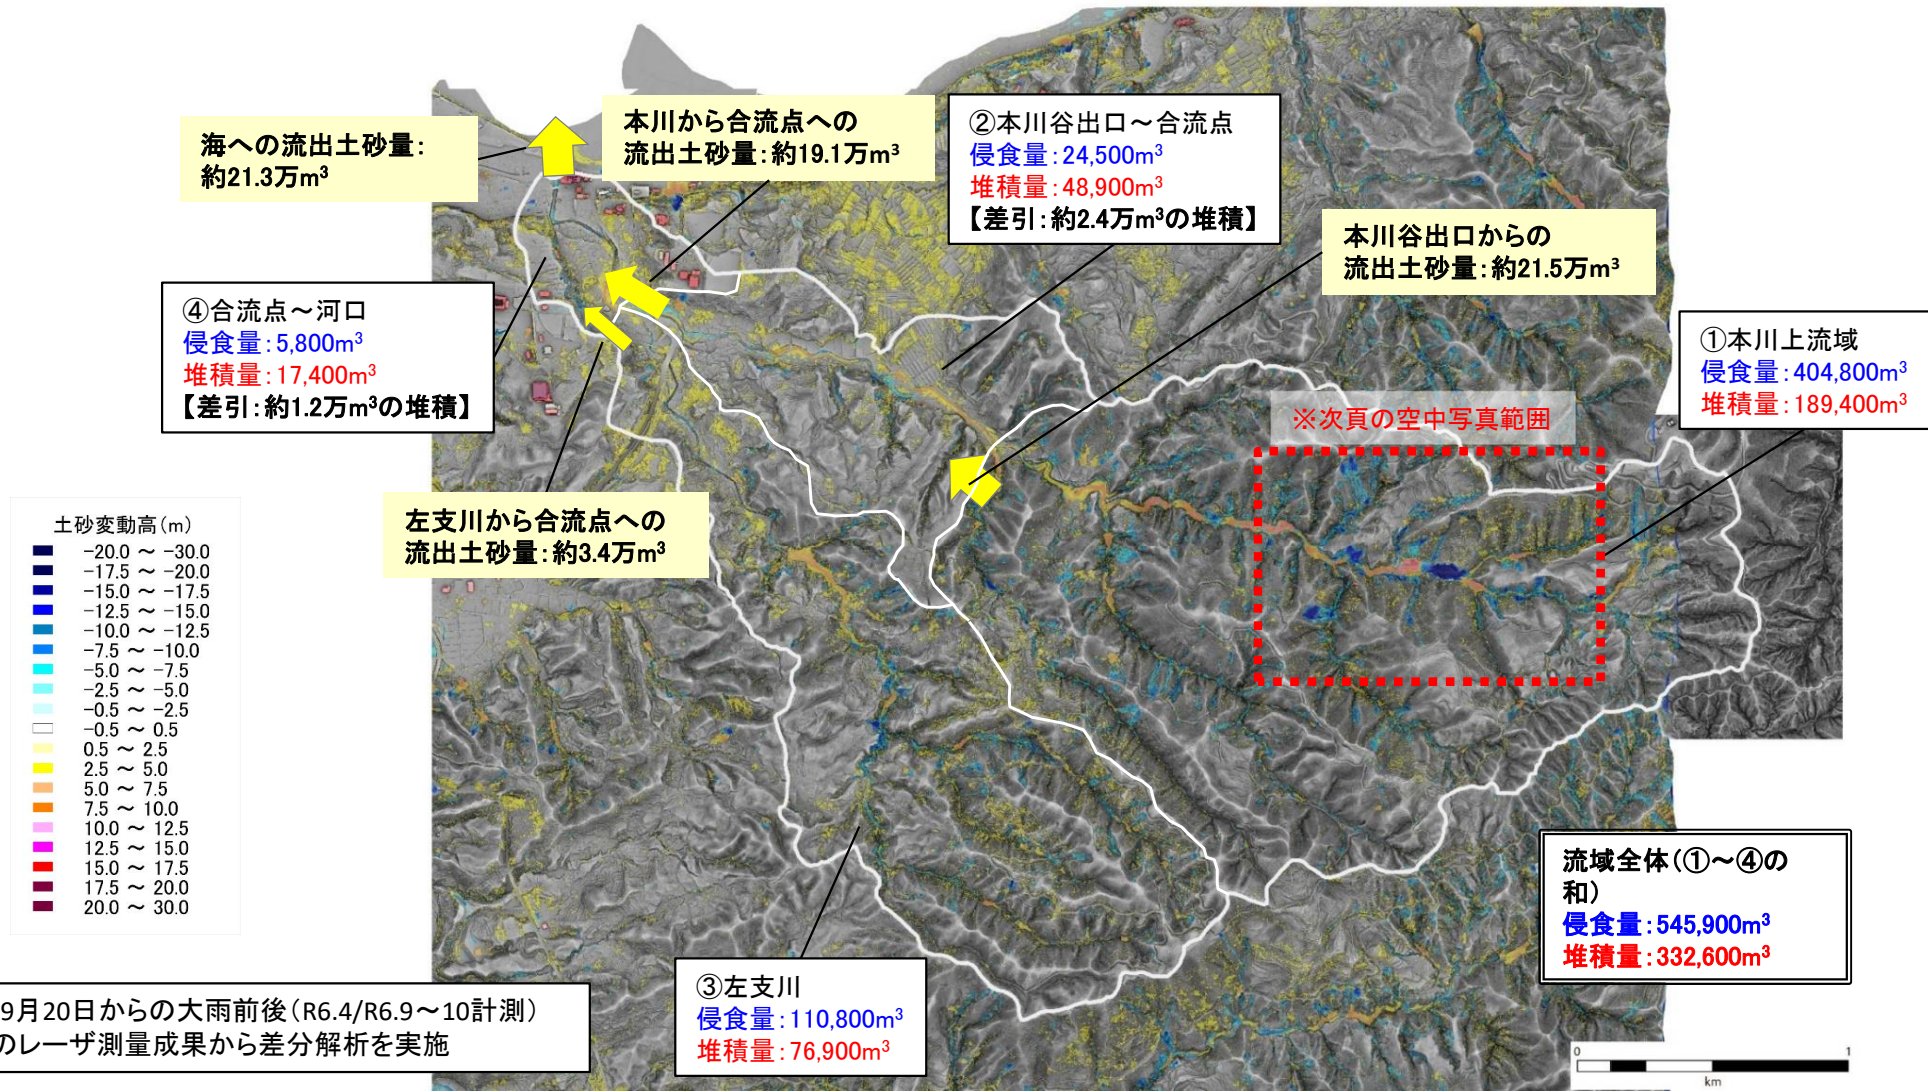 海への流出土砂量：
約21.3万m³
本川から合流点への
流出土砂量：約19.1万m³
②本川谷出口～合流点
侵食量：24,500m³
堆積量：48,900m³
【差引：約2.4万m³の堆積】
本川谷出口からの
流出土砂量：約21.5万m³
④合流点～河口
侵食量：5,800m³
堆積量：17,400m³
【差引：約1.2万m³の堆積】
①本川上流域
侵食量：404,800m³
堆積量：189,400m³
※次頁の空中写真範囲
左支川から合流点への
流出土砂量：約3.4万m³
土砂変動高（m）
-20.0 ～ -30.0
-17.5 ～ -20.0
-15.0 ～ -17.5
-12.5 ～ -15.0
-10.0 ～ -12.5
-7.5 ～ -10.0
-5.0 ～ -7.5
-2.5 ～ -5.0
-0.5 ～ -2.5
-0.5 ～ 0.5
0.5 ～ 2.5
2.5 ～ 5.0
5.0 ～ 7.5
7.5 ～ 10.0
10.0 ～ 12.5
12.5 ～ 15.0
15.0 ～ 17.5
17.5 ～ 20.0
20.0 ～ 30.0
流域全体（①～④の
和）
侵食量：545,900m³
堆積量：332,600m³
③左支川
侵食量：110,800m³
堆積量：76,900m³
9月20日からの大雨前後（R6.4/R6.9～10計測）
のレーザ測量成果から差分解析を実施
0 1
km